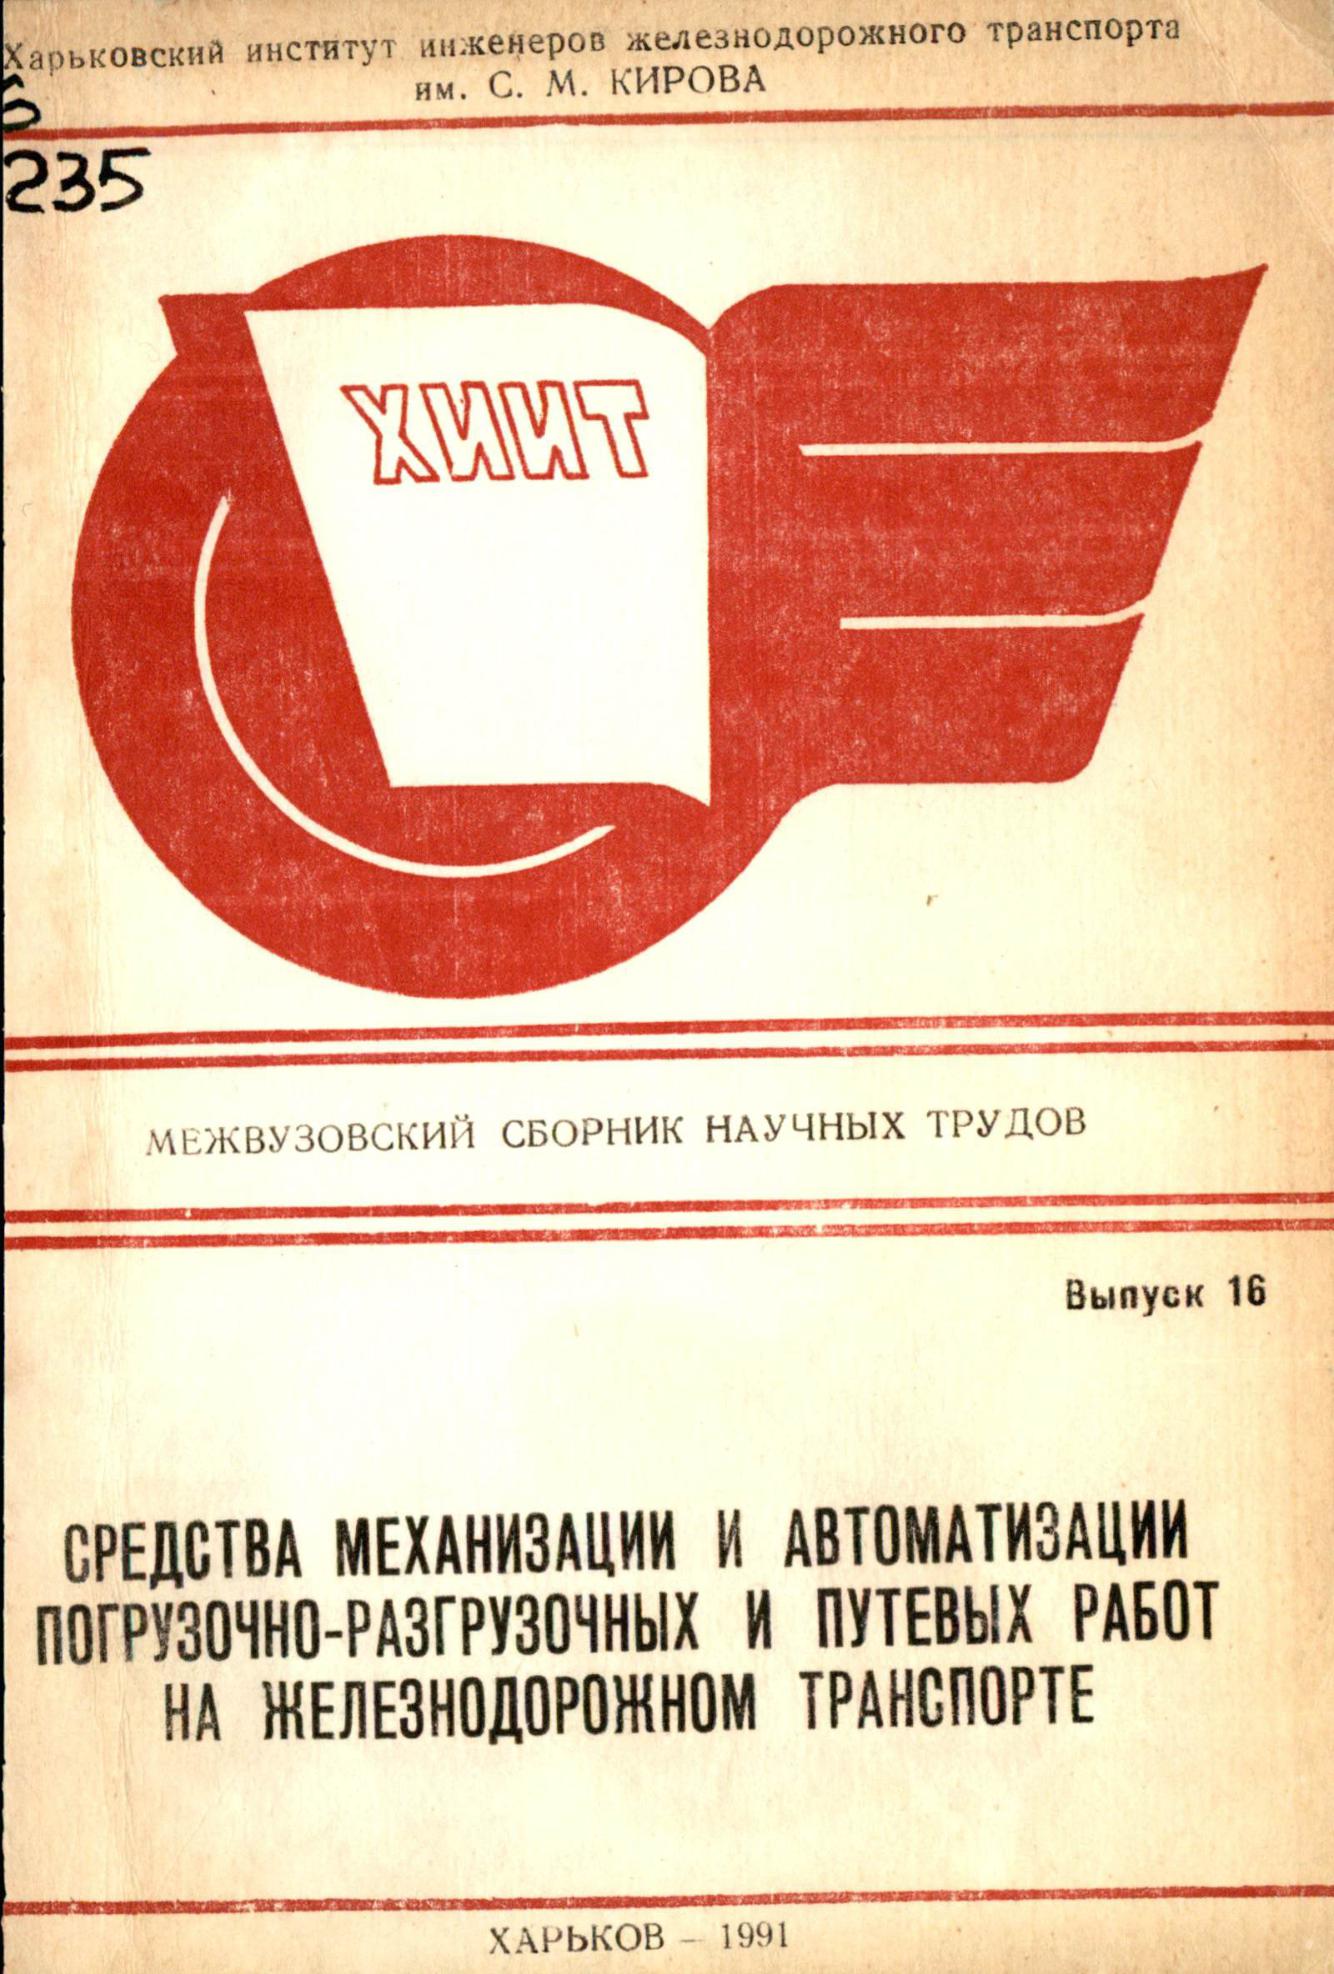 Харьковский институт инженеров железнодорожного транспорта
им. С. М. КИРОВА
235
ХИИТ
МЕЖВУЗОВСКИЙ СБОРНИК НАУЧНЫХ ТРУДОВ
Выпуск 16
СРЕДСТВА МЕХАНИЗАЦИИ И АВТОМАТИЗАЦИИ
ПОГРУЗОЧНО-РАЗГРУЗОЧНЫХ И ПУТЕВЫХ РАБОТ
НА ЖЕЛЕЗНОДОРОЖНОМ ТРАНСПОРТЕ
ХАРЬКОВ – 1991